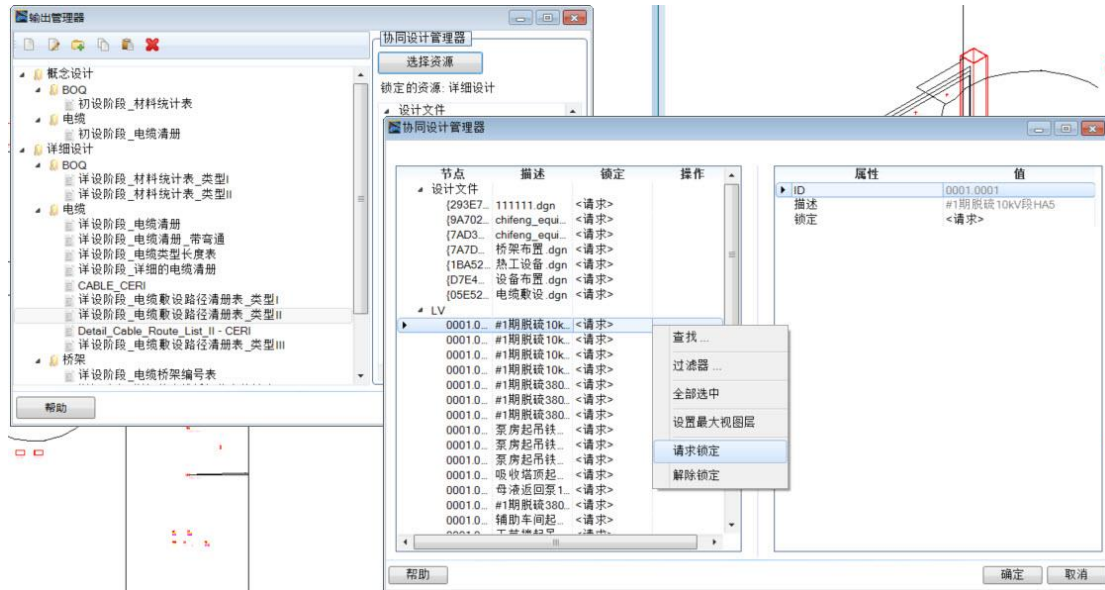 输出管理器
概念设计
BOQ
初设阶段_材料统计表
电缆
初设阶段_电缆清册
详细设计
BOQ
详设阶段_材料统计表_类型I
详设阶段_材料统计表_类型II
电缆
详设阶段_电缆清册
详设阶段_电缆清册_带弯通
详设阶段_电缆类型长度表
详设阶段_详细的电缆清册
CABLE_CERI
详设阶段_电缆敷设路径清册表_类型I
详设阶段_电缆敷设路径清册表_类型II
Detail_Cable_Route_List_II - CERI
详设阶段_电缆敷设路径清册表_类型III
桥架
详设阶段_电缆桥架编号表
帮助
协同设计管理器
选择资源
锁定的资源: 详细设计
设计文件
协同设计管理器
节点 描述 锁定 操作
设计文件
{293E7... 111111.dgn <请求>
{9A702... chifeng_equi... <请求>
{7AD3... chifeng_equi... <请求>
{7A7D... 桥架布置.dgn <请求>
{1BA52... 热工设备.dgn <请求>
{D7E4... 设备布置.dgn <请求>
{05E52... 电缆敷设.dgn <请求>
LV
0001.0... #1期脱硫10k... <请求>
0001.0... #1期脱硫10k... <请求>
0001.0... #1期脱硫10k... <请求>
0001.0... #1期脱硫10k... <请求>
0001.0... #1期脱硫380... <请求>
0001.0... #1期脱硫380... <请求>
0001.0... #1期脱硫380... <请求>
0001.0... 泵房起吊铁... <请求>
0001.0... 泵房起吊铁... <请求>
0001.0... 泵房起吊铁... <请求>
0001.0... 吸收塔顶起... <请求>
0001.0... 母液返回泵1... <请求>
0001.0... #1期脱硫380... <请求>
0001.0... 辅助车间起... <请求>
查找 ...
过滤器 ...
全部选中
设置最大视图层
请求锁定
解除锁定
属性 值
ID 0001.0001
描述 #1期脱硫10kV段HA5
锁定 <请求>
帮助
确定
取消